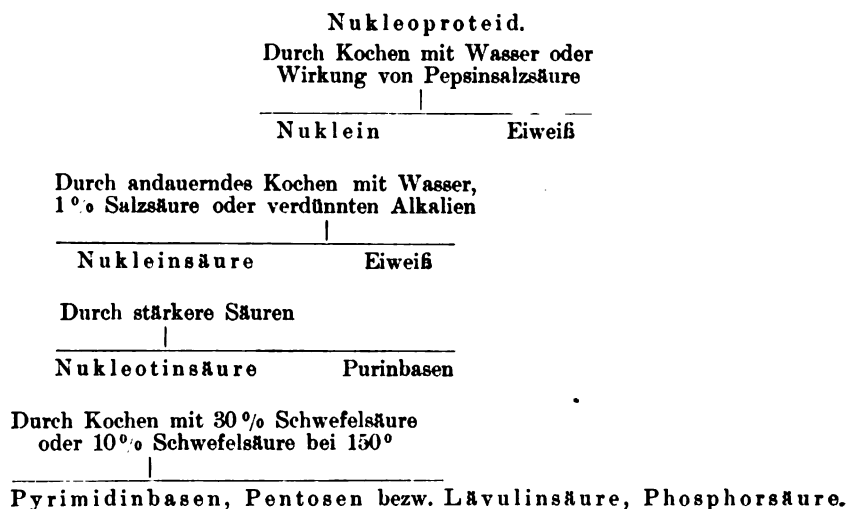 Nukleoproteid.
Durch Kochen mit Wasser oder
Wirkung von Pepsinsalzsäure
Nuklein Eiweiß
Durch andauerndes Kochen mit Wasser,
1% Salzsäure oder verdünnten Alkalien
Nukleinsäure Eiweiß
Durch stärkere Säuren
Nukleotinsäure Purinbasen
Durch Kochen mit 30% Schwefelsäure
oder 10% Schwefelsäure bei 150°
Pyrimidinbasen, Pentosen bezw. Lävulinsäure, Phosphorsäure.